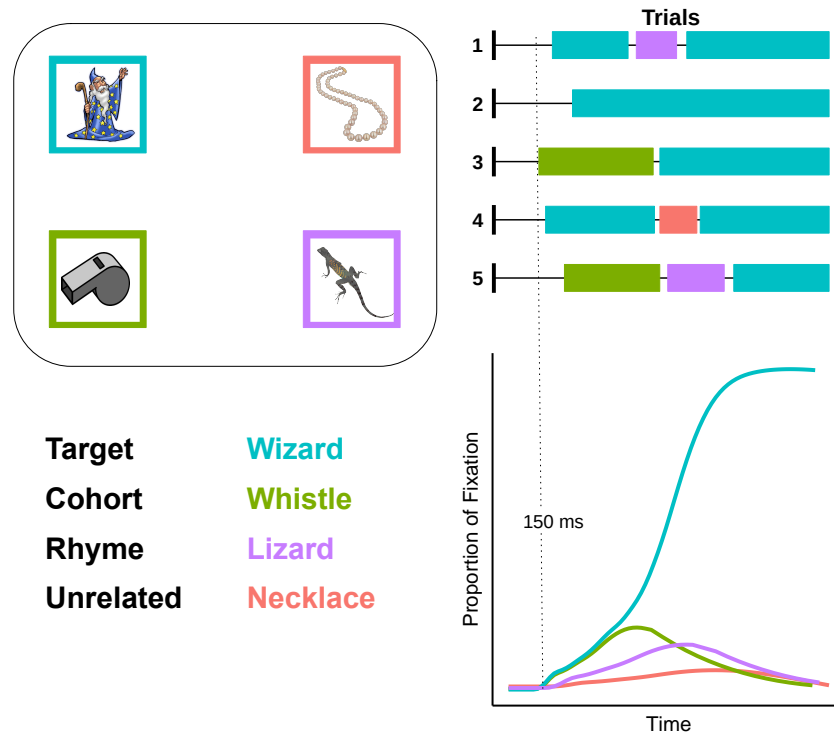 Trials
1
2
3
4
5
Target Wizard
Cohort Whistle
Rhyme Lizard
Unrelated Necklace
Proportion of Fixation
150 ms
Time